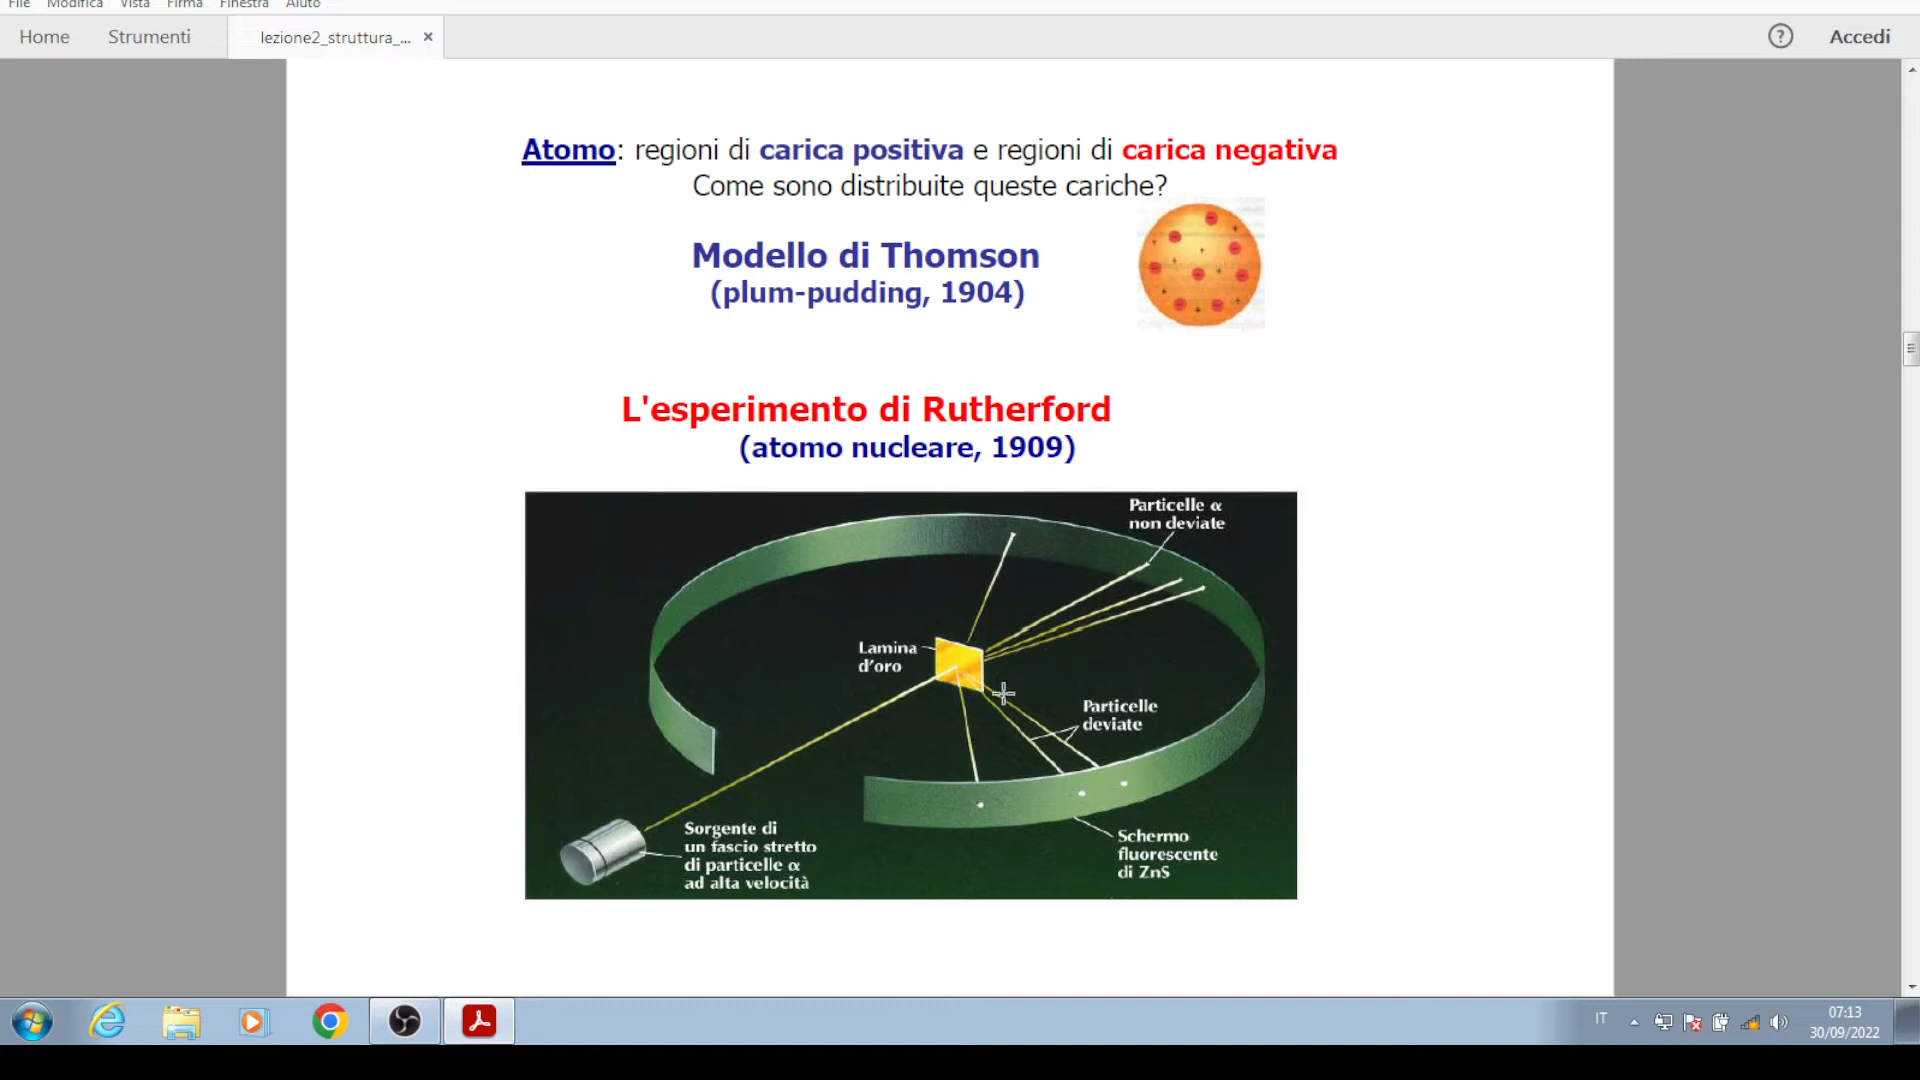 File Modifica Vista Firma Finestra Aiuto
Home Strumenti lezione2_struttura_... × ? Accedi
Atomo: regioni di carica positiva e regioni di carica negativa
Come sono distribuite queste cariche?
Modello di Thomson
(plum-pudding, 1904)
L'esperimento di Rutherford
(atomo nucleare, 1909)
Particelle α
non deviate
Lamina
d'oro
Particelle
deviate
Sorgente di
un fascio stretto
di particelle α
ad alta velocità
Schermo
fluorescente
di ZnS
IT
07:13
30/09/2022